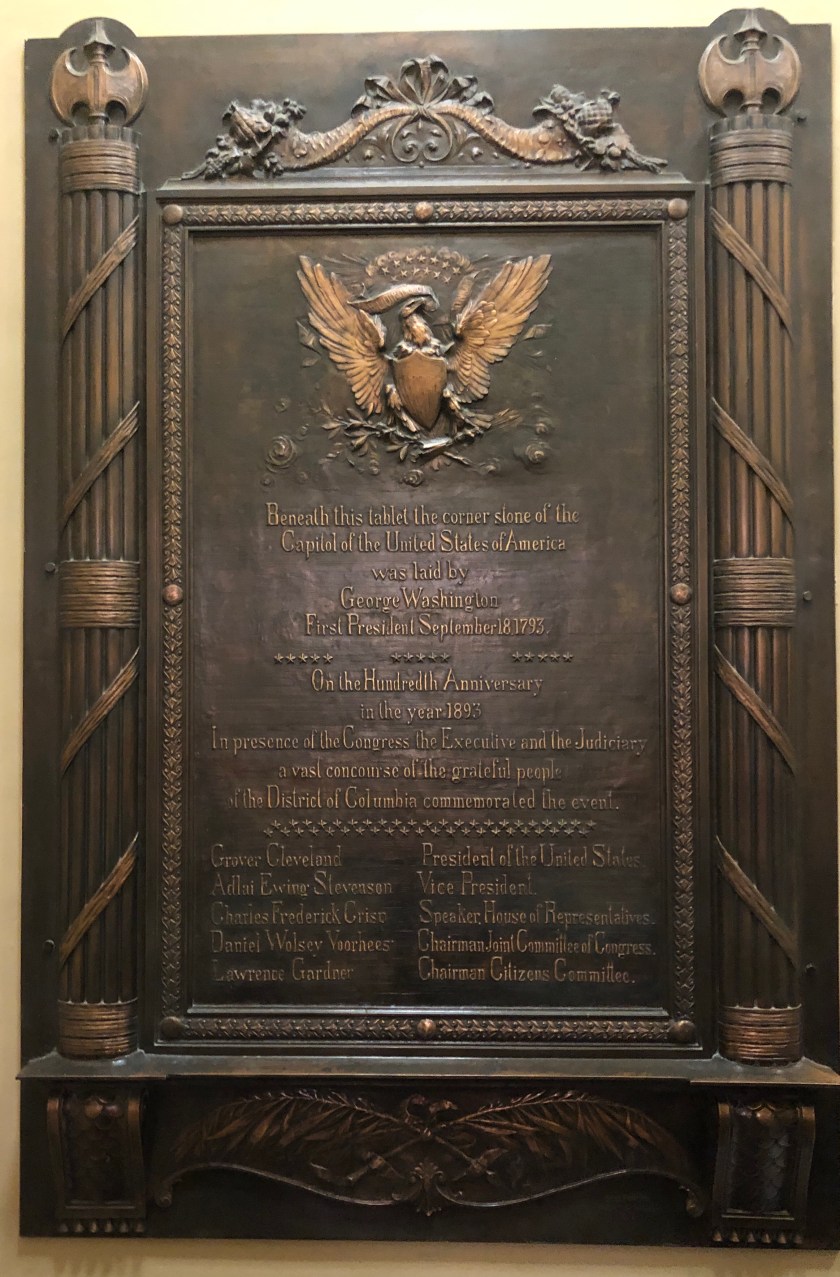 Beneath this tablet the corner stone of the
Capitol of the United States of America
was laid by
George Washington
First President September 18, 1793.
On the Hundredth Anniversary
in the year 1893
In presence of the Congress the Executive and the Judiciary
a vast concourse of the grateful people
of the District of Columbia commemorated the event.
Grover Cleveland President of the United States.
Adlai Ewing Stevenson Vice President.
Charles Frederick Crisp Speaker, House of Representatives.
Daniel Wolsey Voorhees Chairman Joint Committee of Congress.
Lawrence Gardner Chairman Citizens Committee.